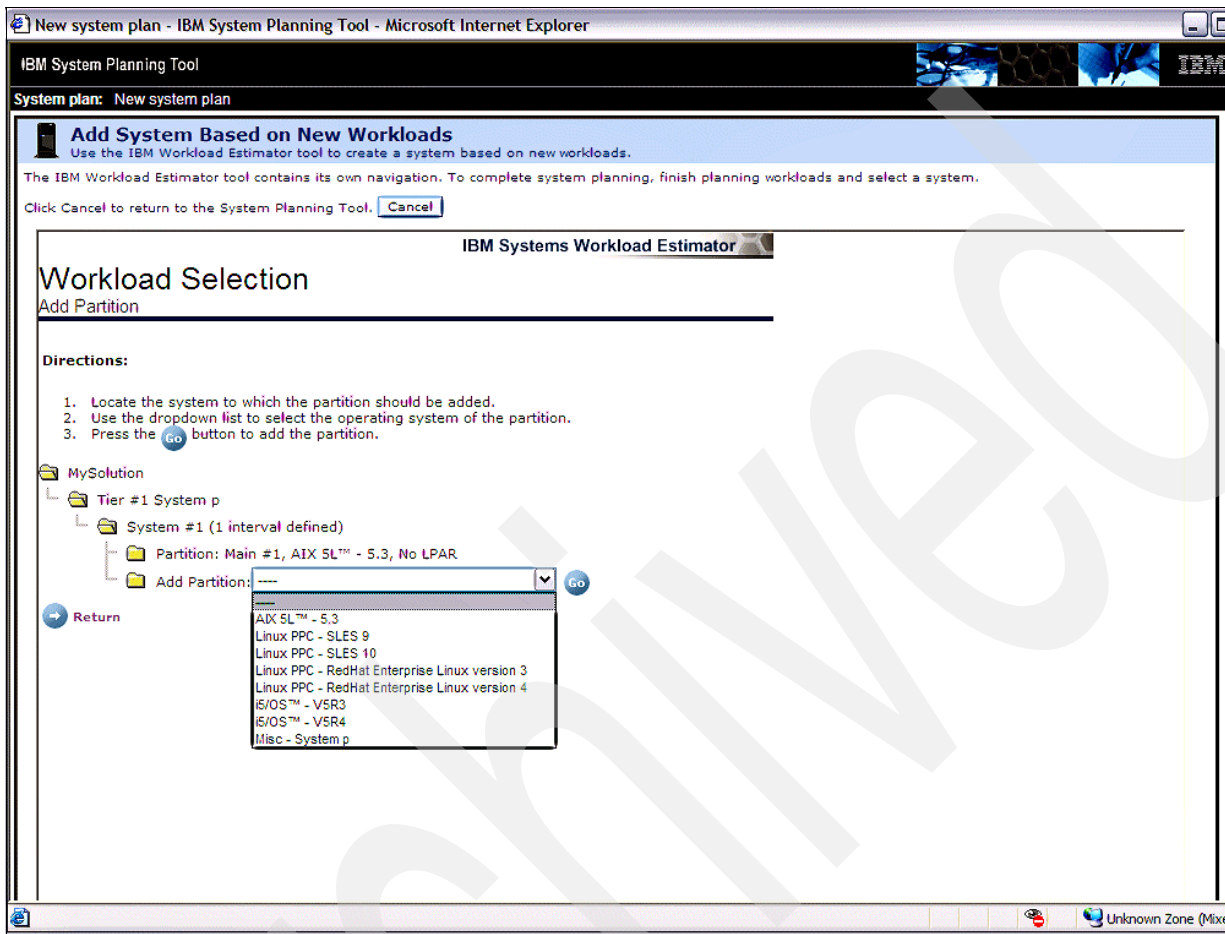 New system plan - IBM System Planning Tool - Microsoft Internet Explorer
IBM System Planning Tool
IBM
System plan: New system plan
Add System Based on New Workloads
Use the IBM Workload Estimator tool to create a system based on new workloads.
The IBM Workload Estimator tool contains its own navigation. To complete system planning, finish planning workloads and select a system.
Click Cancel to return to the System Planning Tool. Cancel
IBM Systems Workload Estimator
Workload Selection
Add Partition
Directions:
1. Locate the system to which the partition should be added.
2. Use the dropdown list to select the operating system of the partition.
3. Press the Go button to add the partition.
MySolution
Tier #1 System p
System #1 (1 interval defined)
Partition: Main #1, AIX 5L™ - 5.3, No LPAR
Add Partition: ---- Go
----
Return
AIX 5L™ - 5.3
Linux PPC - SLES 9
Linux PPC - SLES 10
Linux PPC - RedHat Enterprise Linux version 3
Linux PPC - RedHat Enterprise Linux version 4
i5/OS™ - V5R3
i5/OS™ - V5R4
Misc - System p
Unknown Zone (Mixe